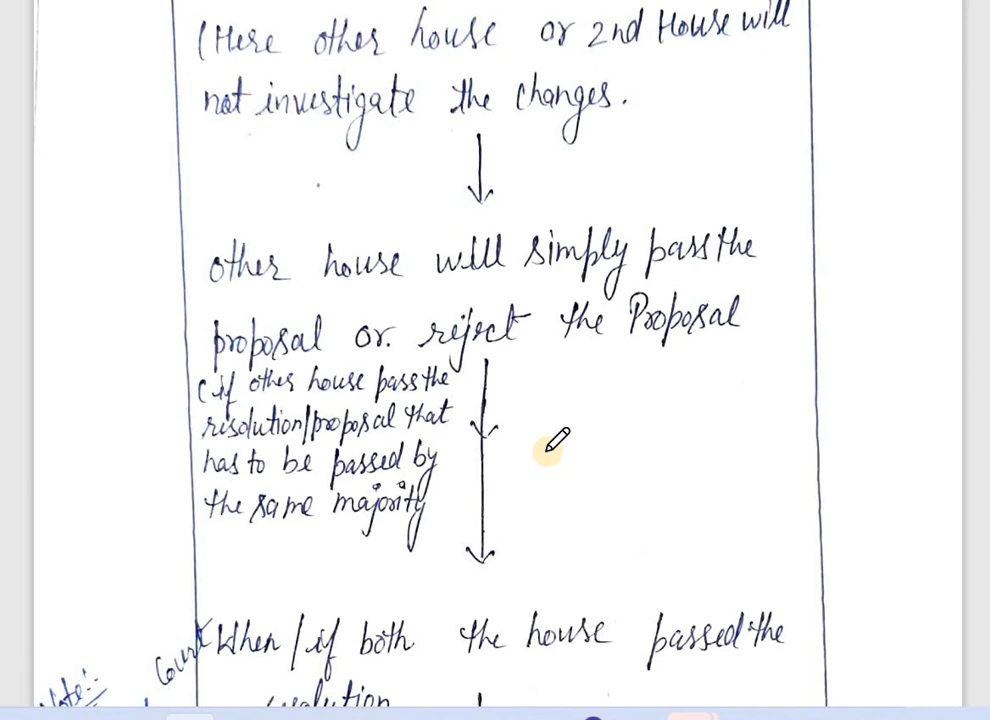 (Here other house or 2nd House will
not investigate the changes.
other house will simply pass the
proposal or. reject the Proposal
(if other house pass the
resolution/proposal that
has to be passed by
the same majority
When/if both the house passed the
Court
Note:-